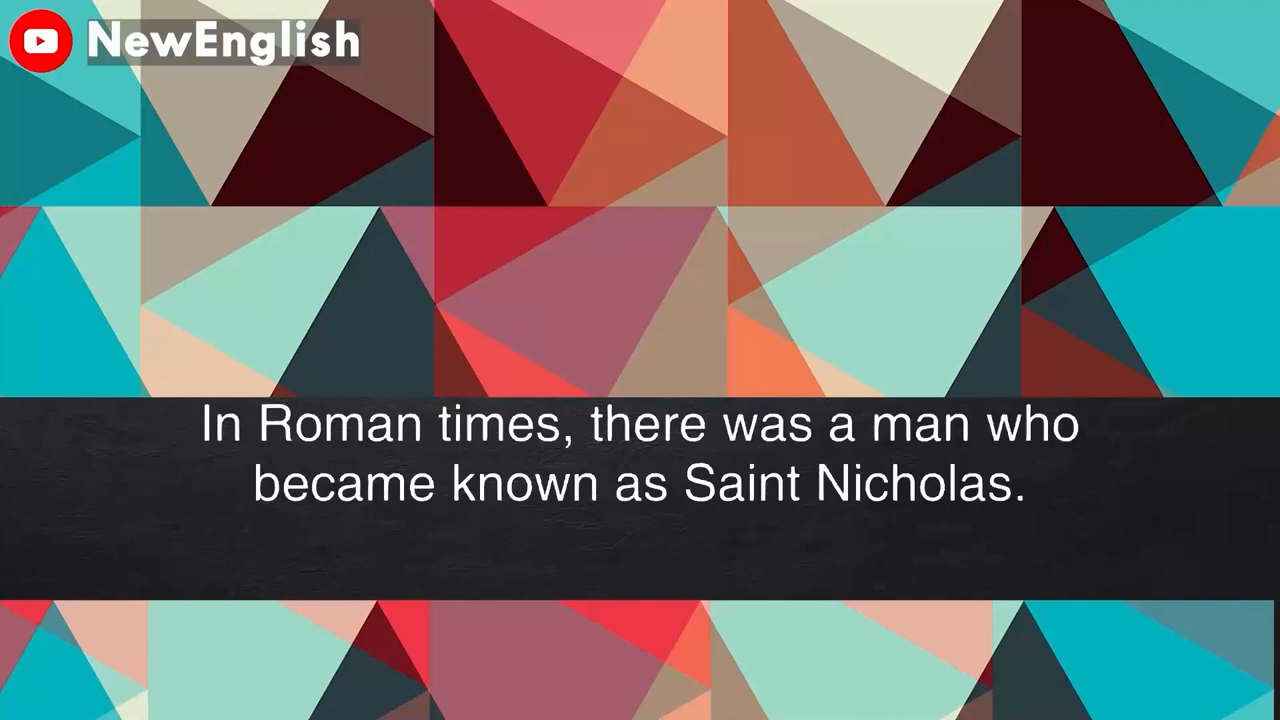 NewEnglish
In Roman times, there was a man who
became known as Saint Nicholas.